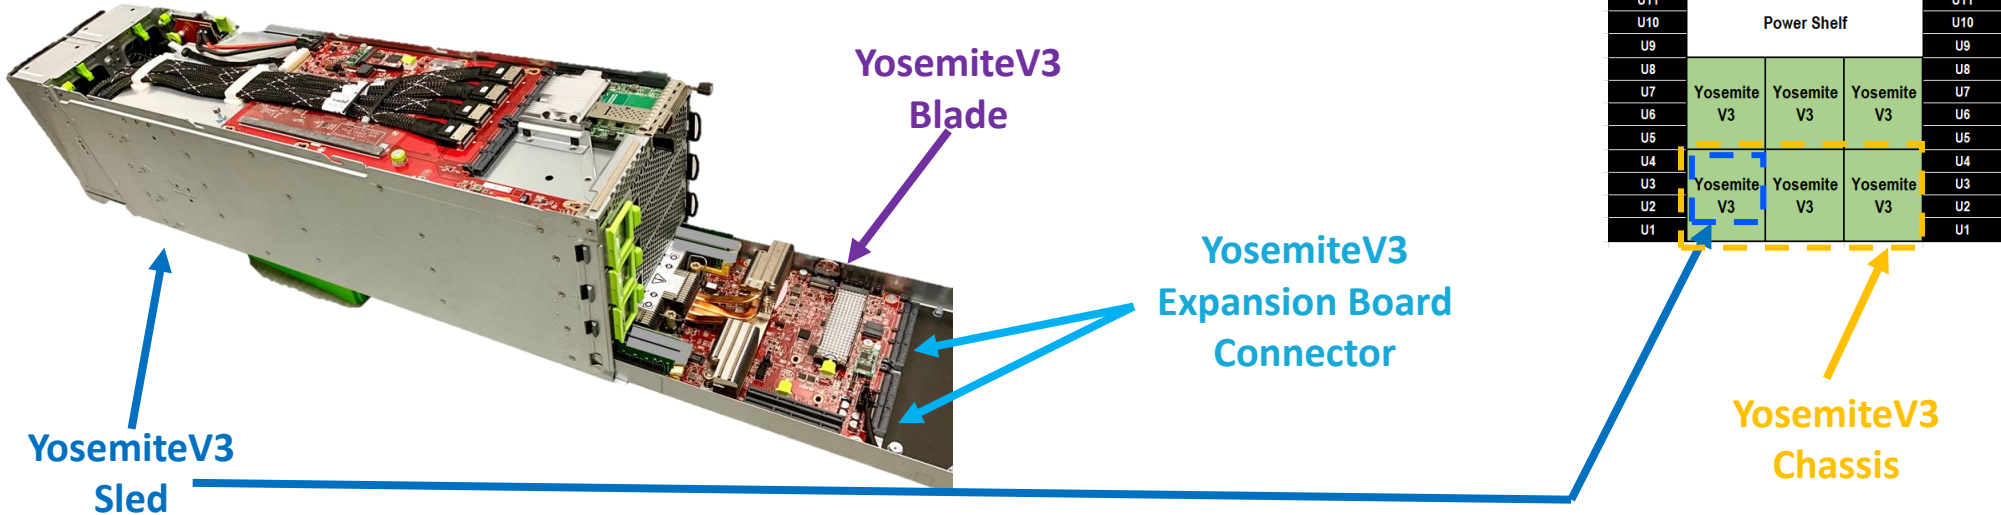 YosemiteV3
Blade
YosemiteV3
Expansion Board
Connector
YosemiteV3
Sled
YosemiteV3
Chassis
U11 U11
U10 Power Shelf U10
U9 U9
U8 U8
U7 Yosemite Yosemite Yosemite U7
U6 V3 V3 V3 U6
U5 U5
U4 U4
U3 Yosemite Yosemite Yosemite U3
U2 V3 V3 V3 U2
U1 U1